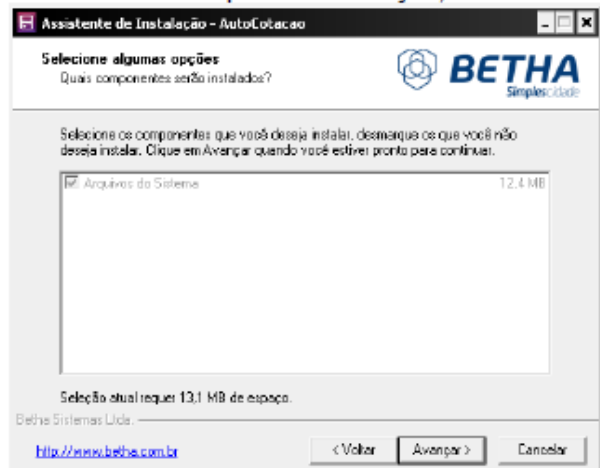 Assistente de Instalação - AutoCotacao
Selecione algumas opções
Quais componentes serão instalados?
BETHA
Simplescidade
Selecione os componentes que você deseja instalar, desmarque os que você não
deseja instalar. Clique em Avançar quando você estiver pronto para continuar.
Arquivos do Sistema 12,4 MB
Seleção atual requer 13,1 MB de espaço.
Betha Sistemas Ltda.
http://www.betha.com.br
< Voltar Avançar > Cancelar